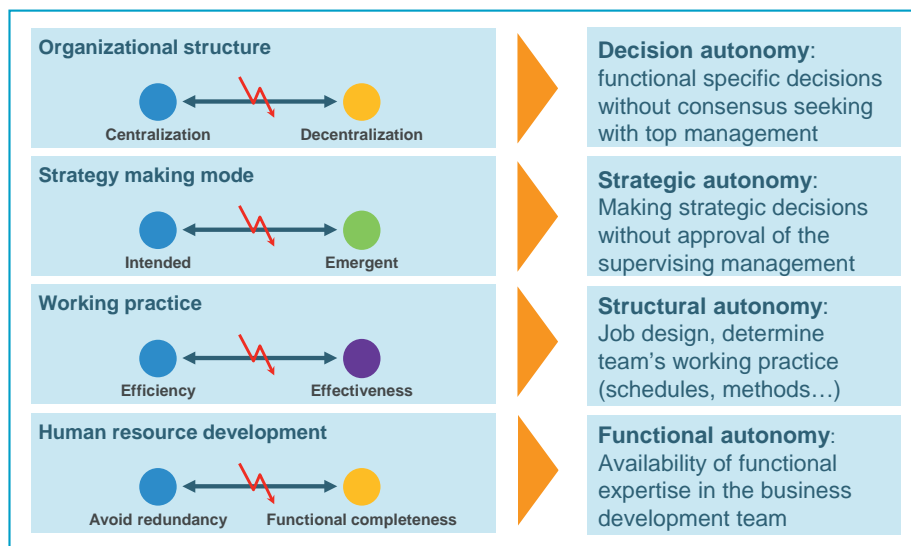 Organizational structure
Centralization
Decentralization
Decision autonomy:
functional specific decisions
without consensus seeking
with top management
Strategy making mode
Intended
Emergent
Strategic autonomy:
Making strategic decisions
without approval of the
supervising management
Working practice
Efficiency
Effectiveness
Structural autonomy:
Job design, determine
team's working practice
(schedules, methods…)
Human resource development
Avoid redundancy
Functional completeness
Functional autonomy:
Availability of functional
expertise in the business
development team